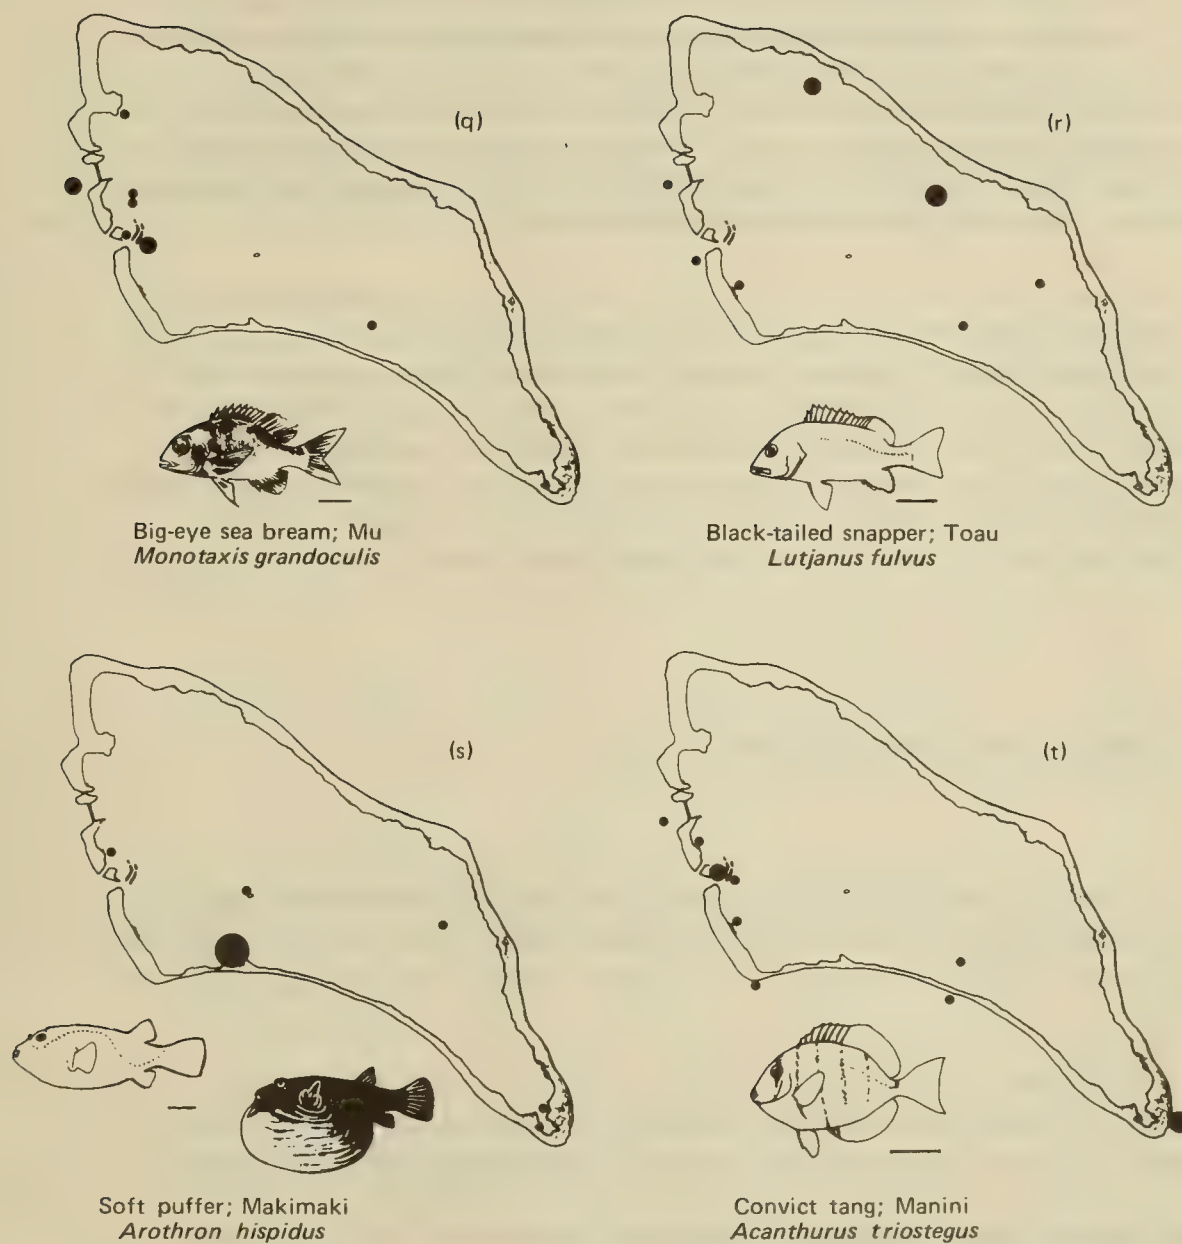 (q)
(r)
Big-eye sea bream; Mu
Monotaxis grandoculis
Black-tailed snapper; Toau
Lutjanus fulvus
(s)
(t)
Soft puffer; Makimaki
Arothron hispidus
Convict tang; Manini
Acanthurus triostegus